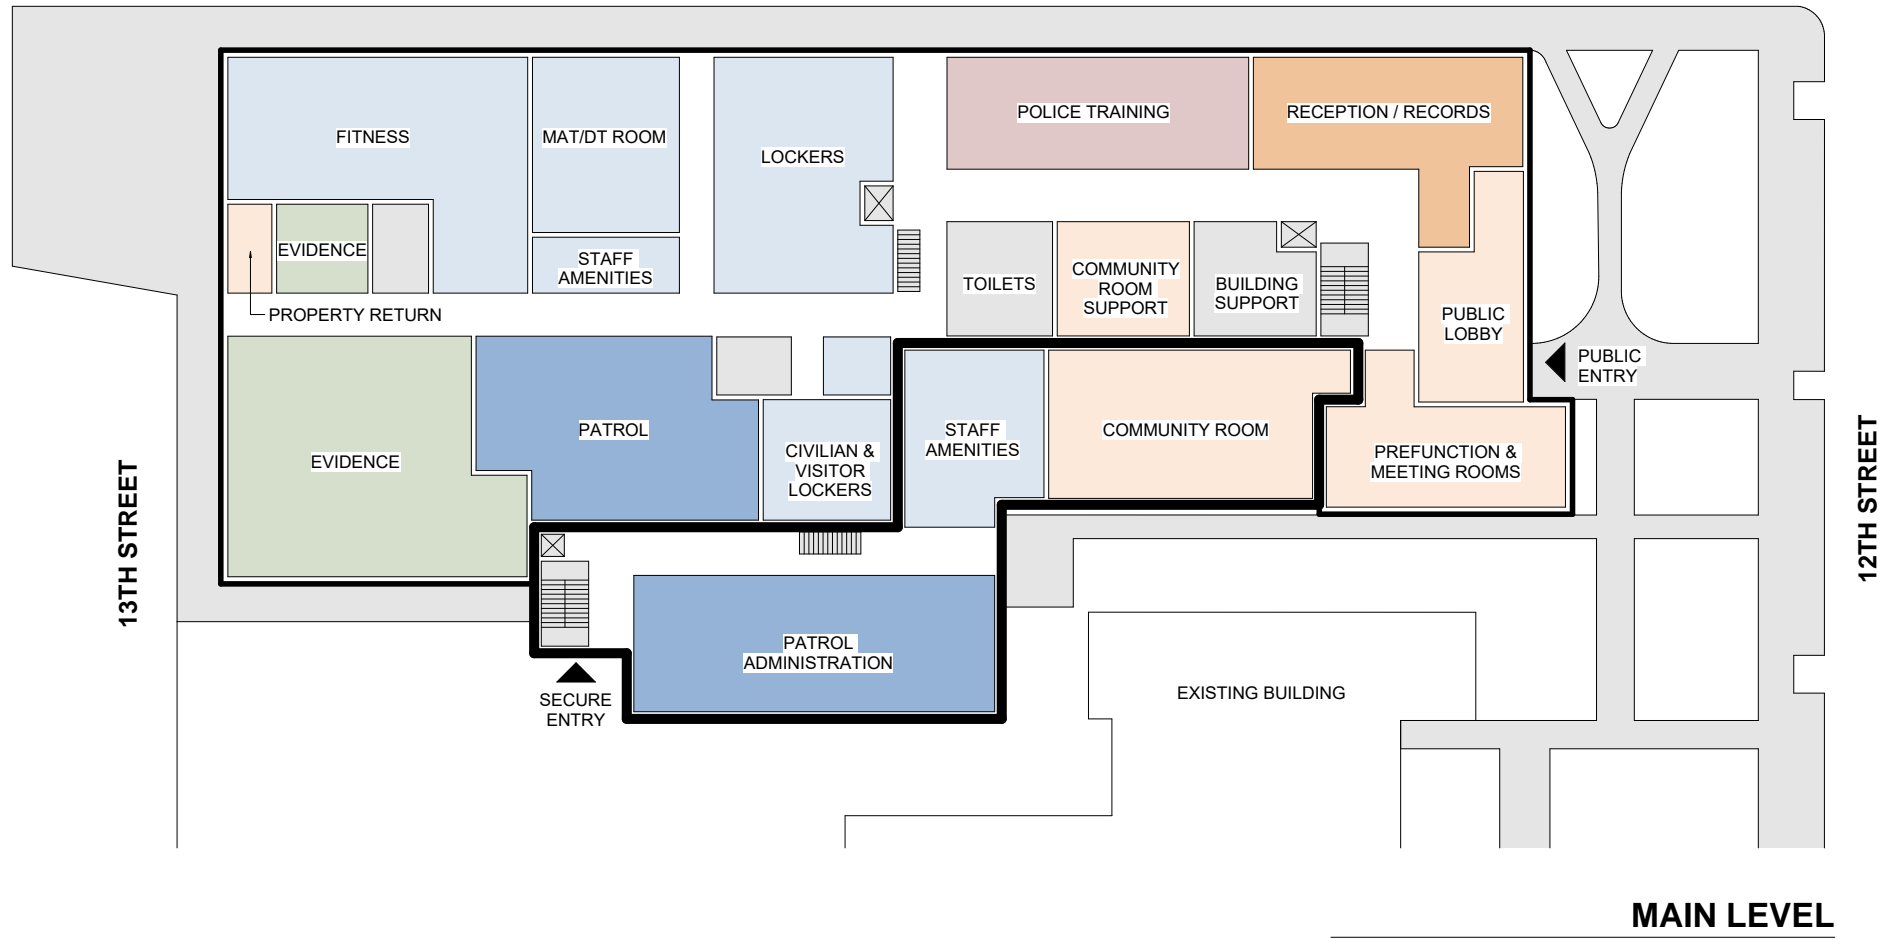 POLICE TRAINING
RECEPTION / RECORDS
FITNESS
MAT/DT ROOM
LOCKERS
EVIDENCE
STAFF
AMENITIES
TOILETS
COMMUNITY
ROOM
SUPPORT
BUILDING
SUPPORT
PROPERTY RETURN
PUBLIC
LOBBY
PUBLIC
ENTRY
PATROL
STAFF
AMENITIES
COMMUNITY ROOM
EVIDENCE
CIVILIAN &
VISITOR
LOCKERS
PREFUNCTION &
MEETING ROOMS
13TH STREET
12TH STREET
PATROL
ADMINISTRATION
SECURE
ENTRY
EXISTING BUILDING
MAIN LEVEL